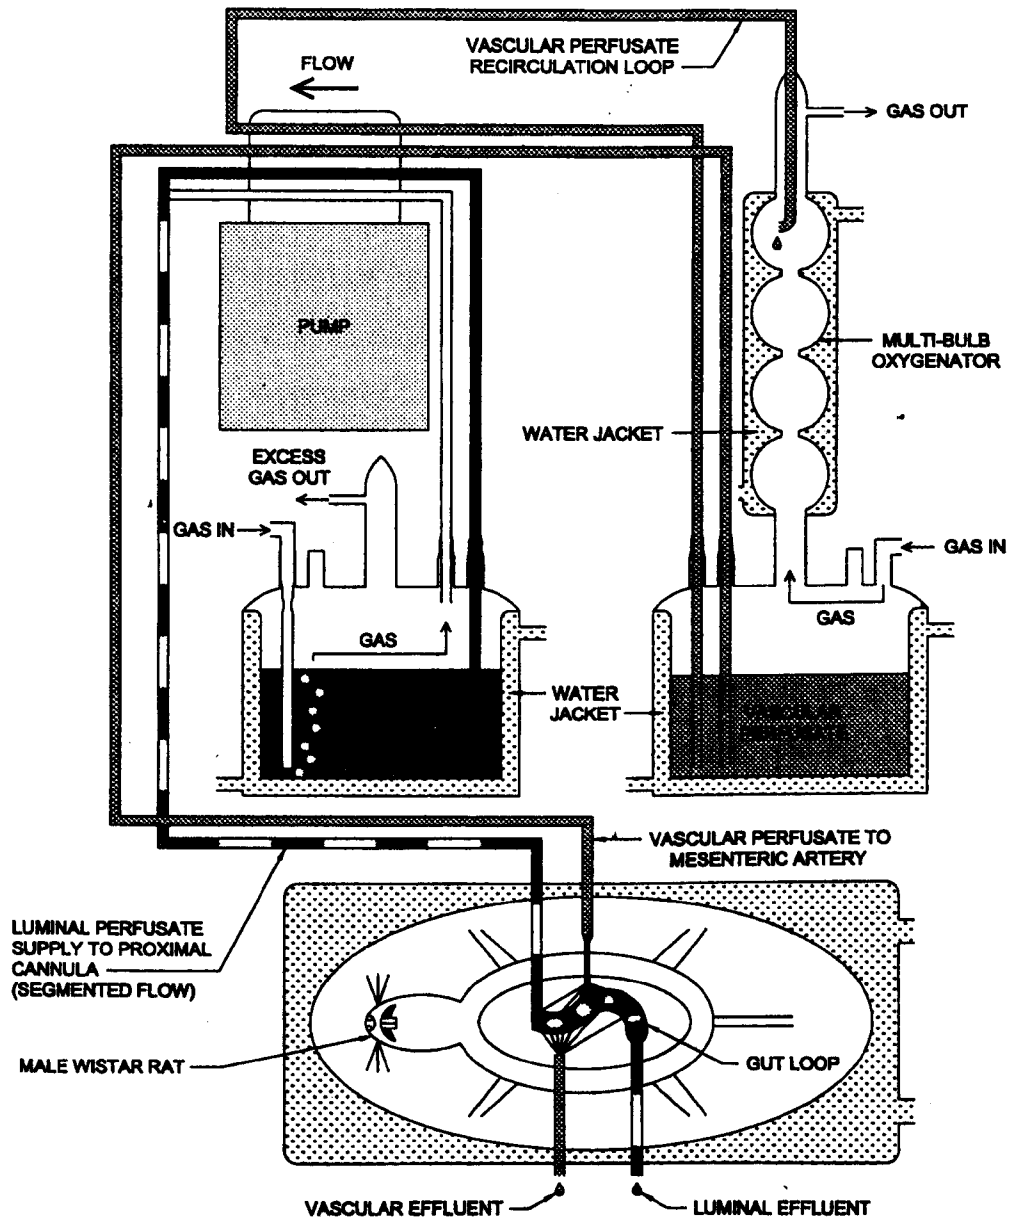 VASCULAR PERFUSATE
RECIRCULATION LOOP
FLOW
GAS OUT
PUMP
MULTI-BULB
OXYGENATOR
WATER JACKET
EXCESS
GAS OUT
GAS IN
GAS IN
GAS
GAS
WATER
JACKET
VASCULAR
PERFUSATE
VASCULAR PERFUSATE TO
MESENTERIC ARTERY
LUMINAL PERFUSATE
SUPPLY TO PROXIMAL
CANNULA
(SEGMENTED FLOW)
MALE WISTAR RAT
GUT LOOP
VASCULAR EFFLUENT
LUMINAL EFFLUENT